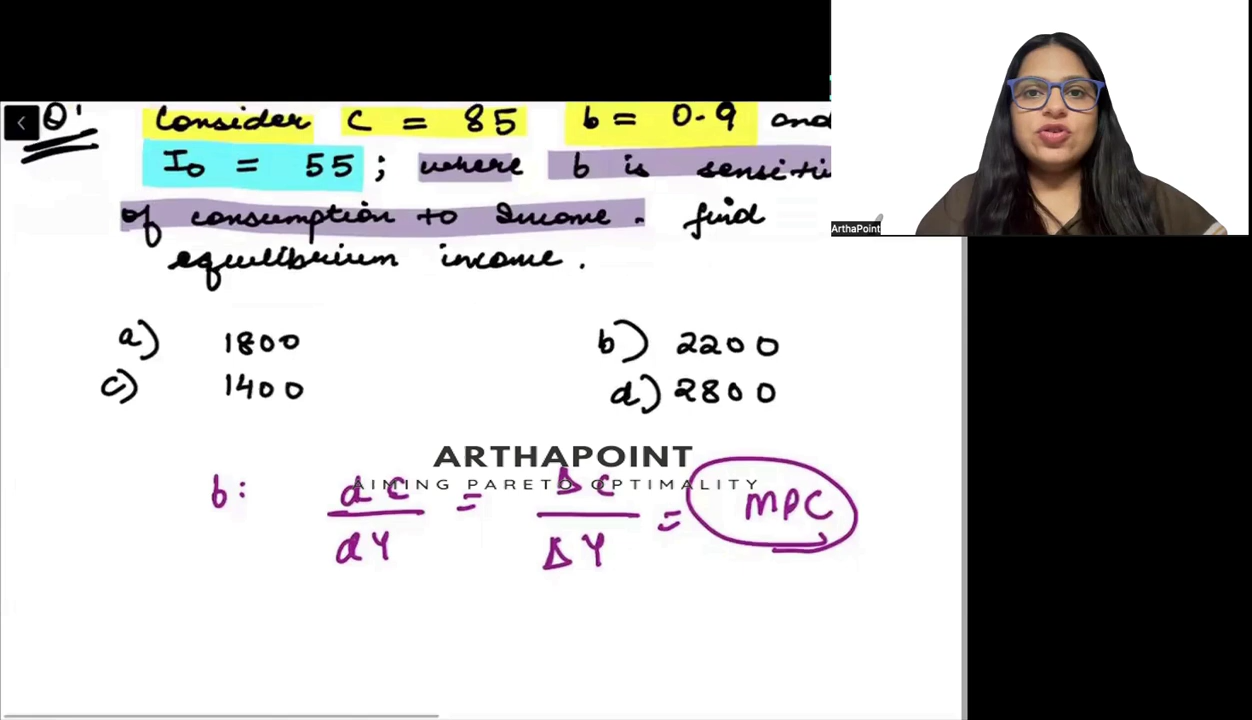 Q1 Consider C = 85 b = 0.9 and
I₀ = 55 ; where b is sensiti
of consumption to Income . find
equilibrium income .
a) 1800 b) 2200
c) 1400 d) 2800
ARTHAPOINT
AIMING PARETO OPTIMALITY
b: dC/dY = ΔC/ΔY = MPC
ArthaPoint